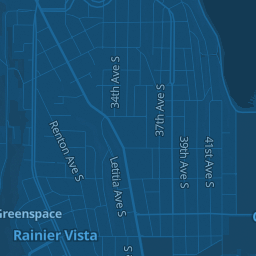 34th Ave S
37th Ave S
Renton Ave S
39th Ave S
41st Ave S
Letitia Ave S
Greenspace
Rainier Vista